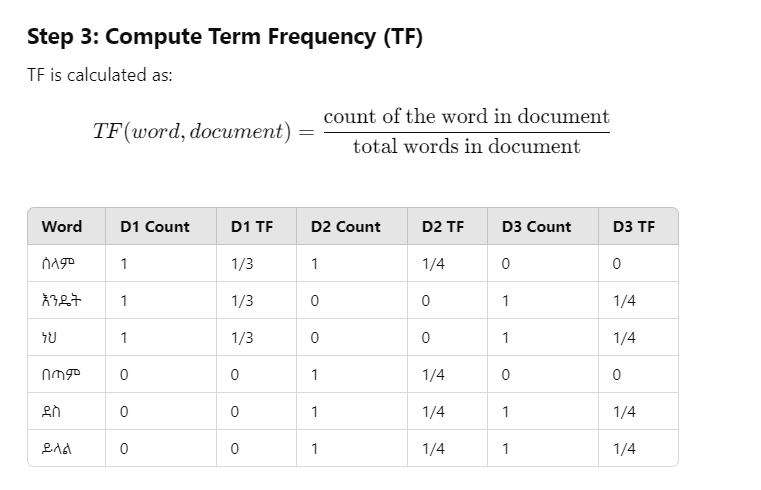 Step 3: Compute Term Frequency (TF)
TF is calculated as:
TF(word, document) = count of the word in document / total words in document
Word D1 Count D1 TF D2 Count D2 TF D3 Count D3 TF
ሰላም 1 1/3 1 1/4 0 0
እንዴት 1 1/3 0 0 1 1/4
ነህ 1 1/3 0 0 1 1/4
በጣም 0 0 1 1/4 0 0
ደስ 0 0 1 1/4 1 1/4
ይላል 0 0 1 1/4 1 1/4